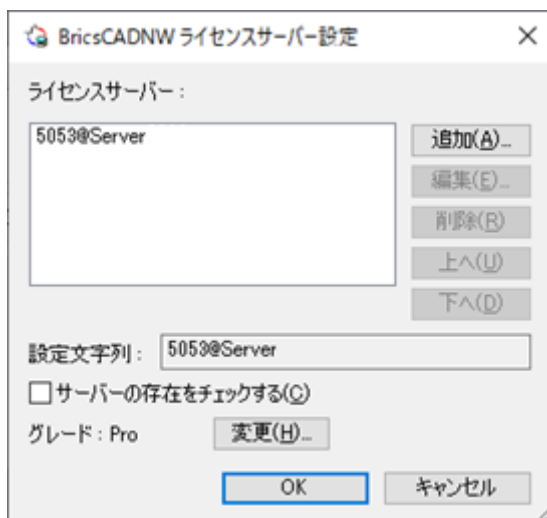 BricsCADNW ライセンスサーバー設定
ライセンスサーバー :
5053@Server
追加(A)...
編集(E)...
削除(R)
上へ(U)
下へ(D)
設定文字列 : 5053@Server
サーバーの存在をチェックする(C)
グレード : Pro 変更(H)...
OK キャンセル